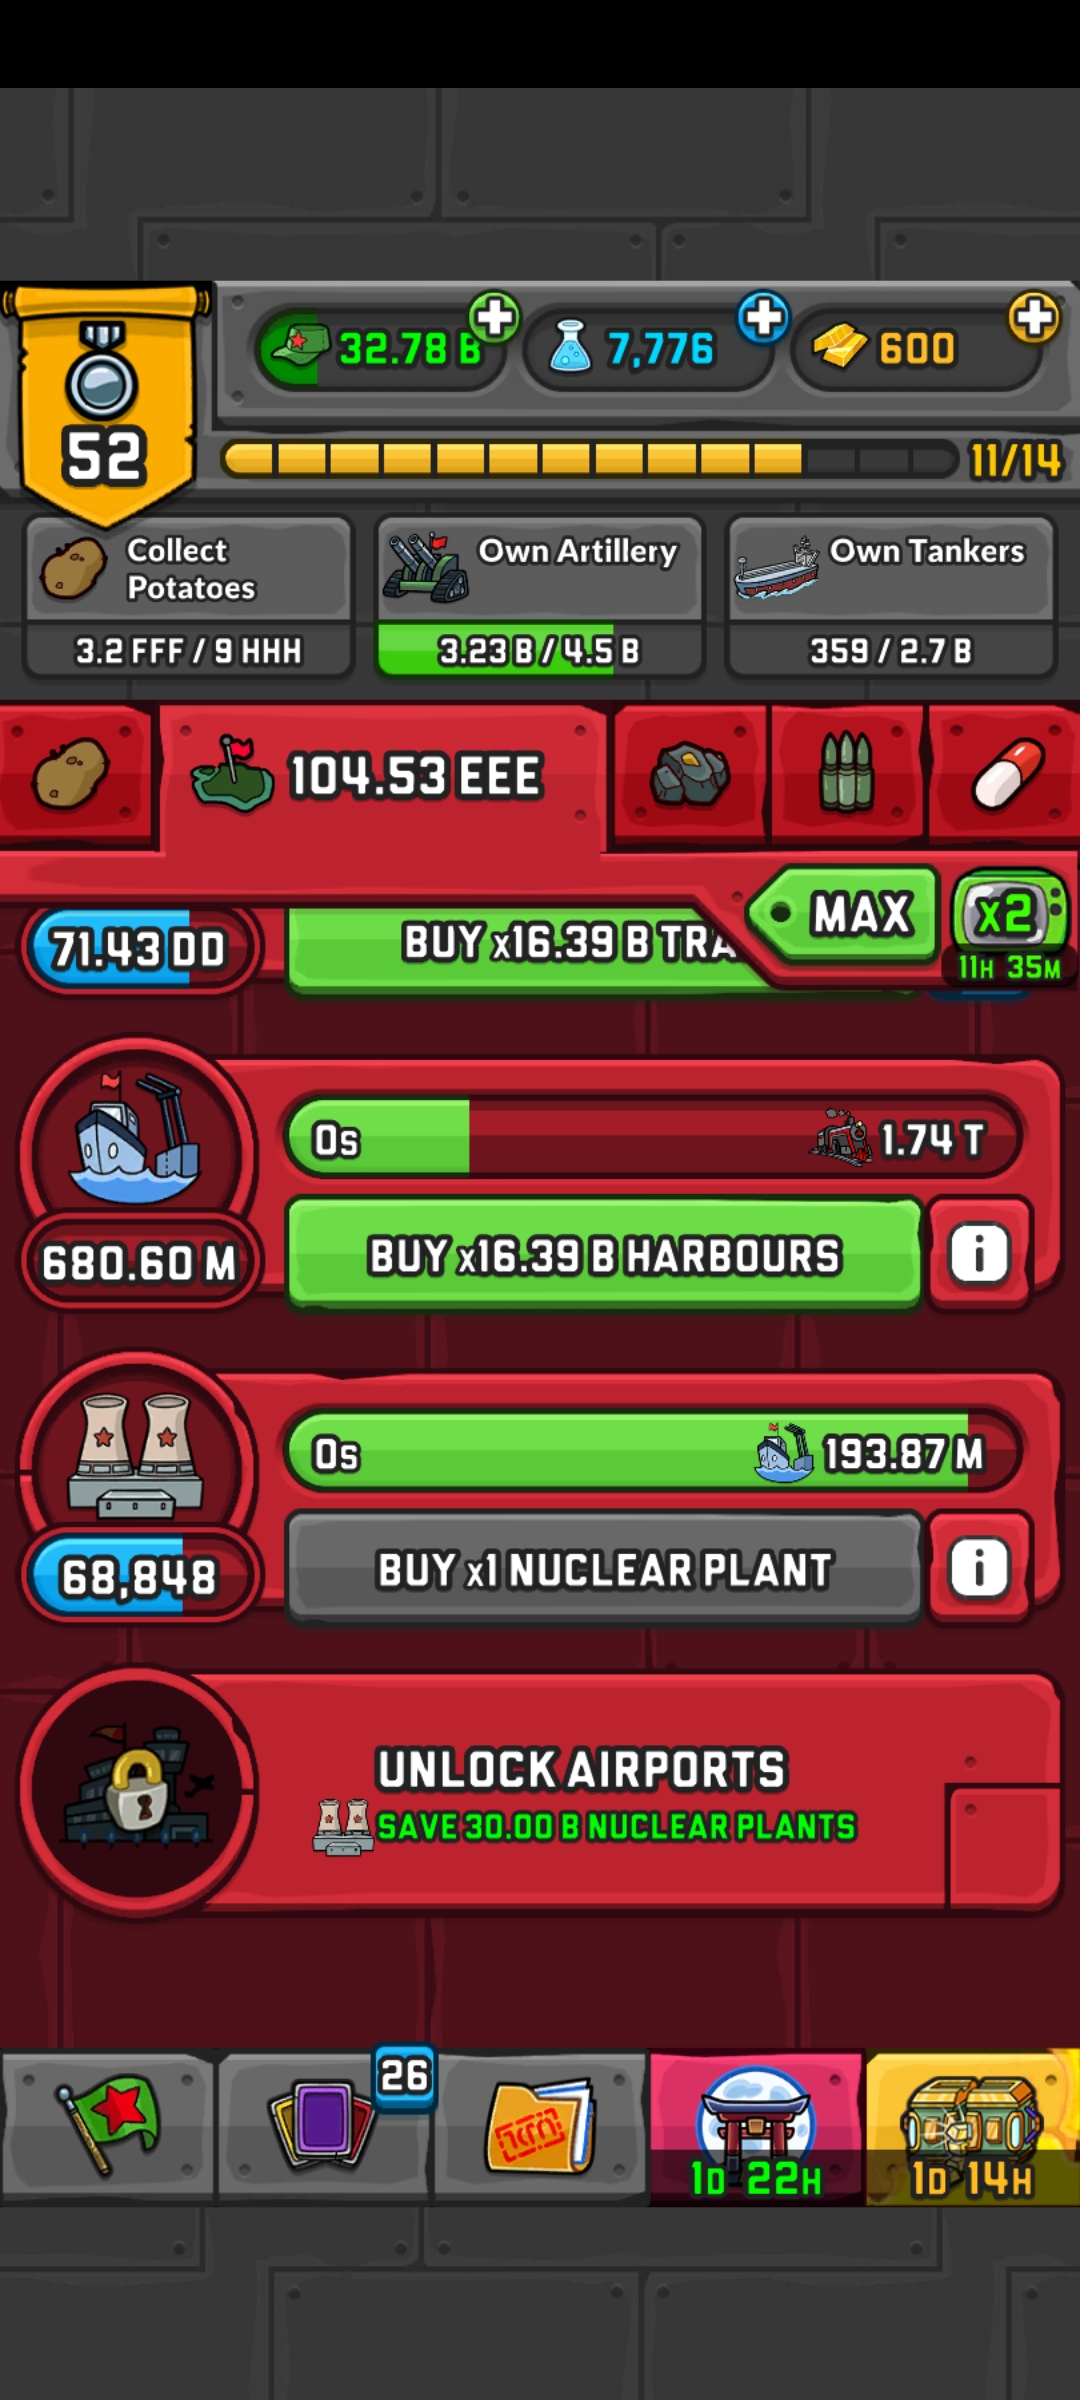 32.78 B
7,776
600
52
11/14
Collect
Potatoes
3.2 FFF / 9 HHH
Own Artillery
3.23 B / 4.5 B
Own Tankers
359 / 2.7 B
104.53 EEE
MAX
x2
11H 35M
71.43 DD
BUY x16.39 B TRA
0s
1.74 T
680.60 M
BUY x16.39 B HARBOURS
i
0s
193.87 M
68,848
BUY x1 NUCLEAR PLANT
i
UNLOCK AIRPORTS
SAVE 30.00 B NUCLEAR PLANTS
26
1D 22H
1D 14H